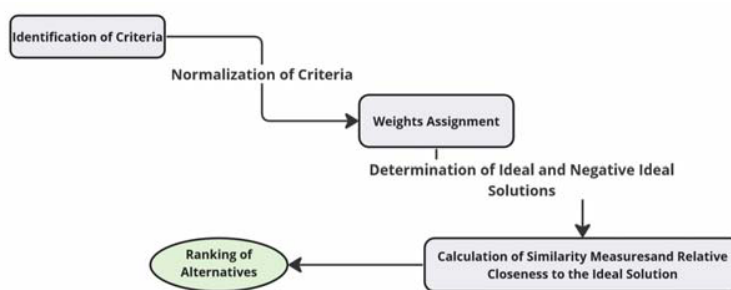 Identification of Criteria
Normalization of Criteria
Weights Assignment
Determination of Ideal and Negative Ideal
Solutions
Calculation of Similarity Measuresand Relative
Closeness to the Ideal Solution
Ranking of
Alternatives